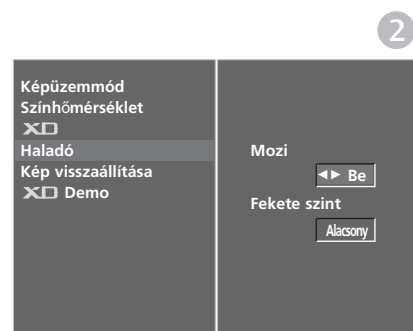 2
Képüzemmód
Színhőmérséklet
XD
Haladó
Kép visszaállítása
XD Demo
Mozi
◄► Be
Fekete szint
Alacsony